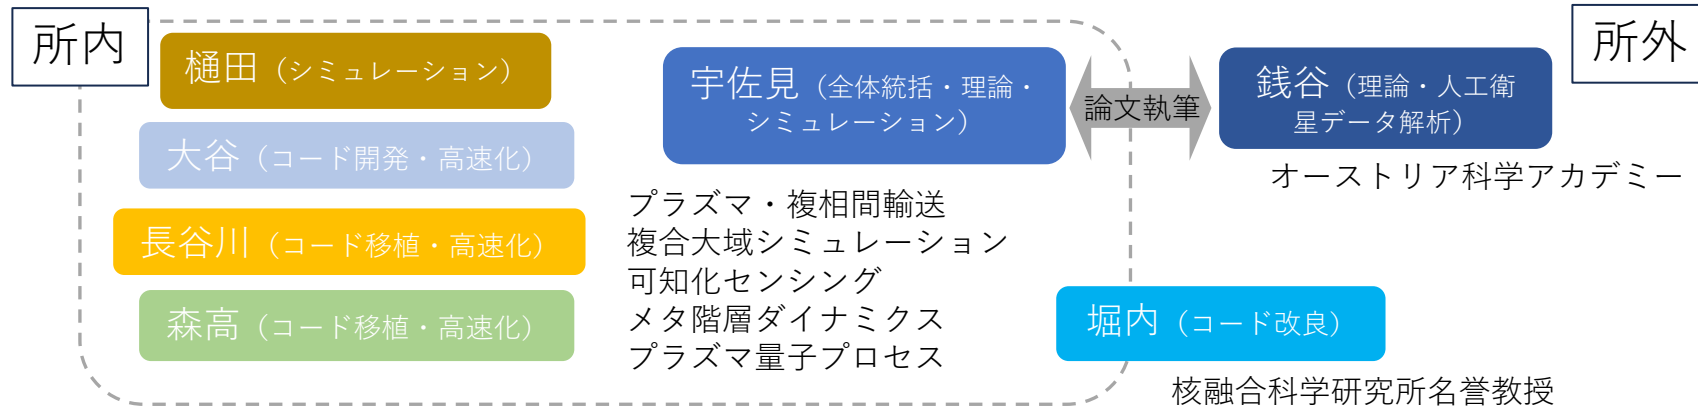 所内
樋田（シミュレーション）
大谷（コード開発・高速化）
長谷川（コード移植・高速化）
森高（コード移植・高速化）
宇佐見（全体統括・理論・
シミュレーション）
プラズマ・複相間輸送
複合大域シミュレーション
可知化センシング
メタ階層ダイナミクス
プラズマ量子プロセス
論文執筆
所外
銭谷（理論・人工衛
星データ解析）
オーストリア科学アカデミー
堀内（コード改良）
核融合科学研究所名誉教授